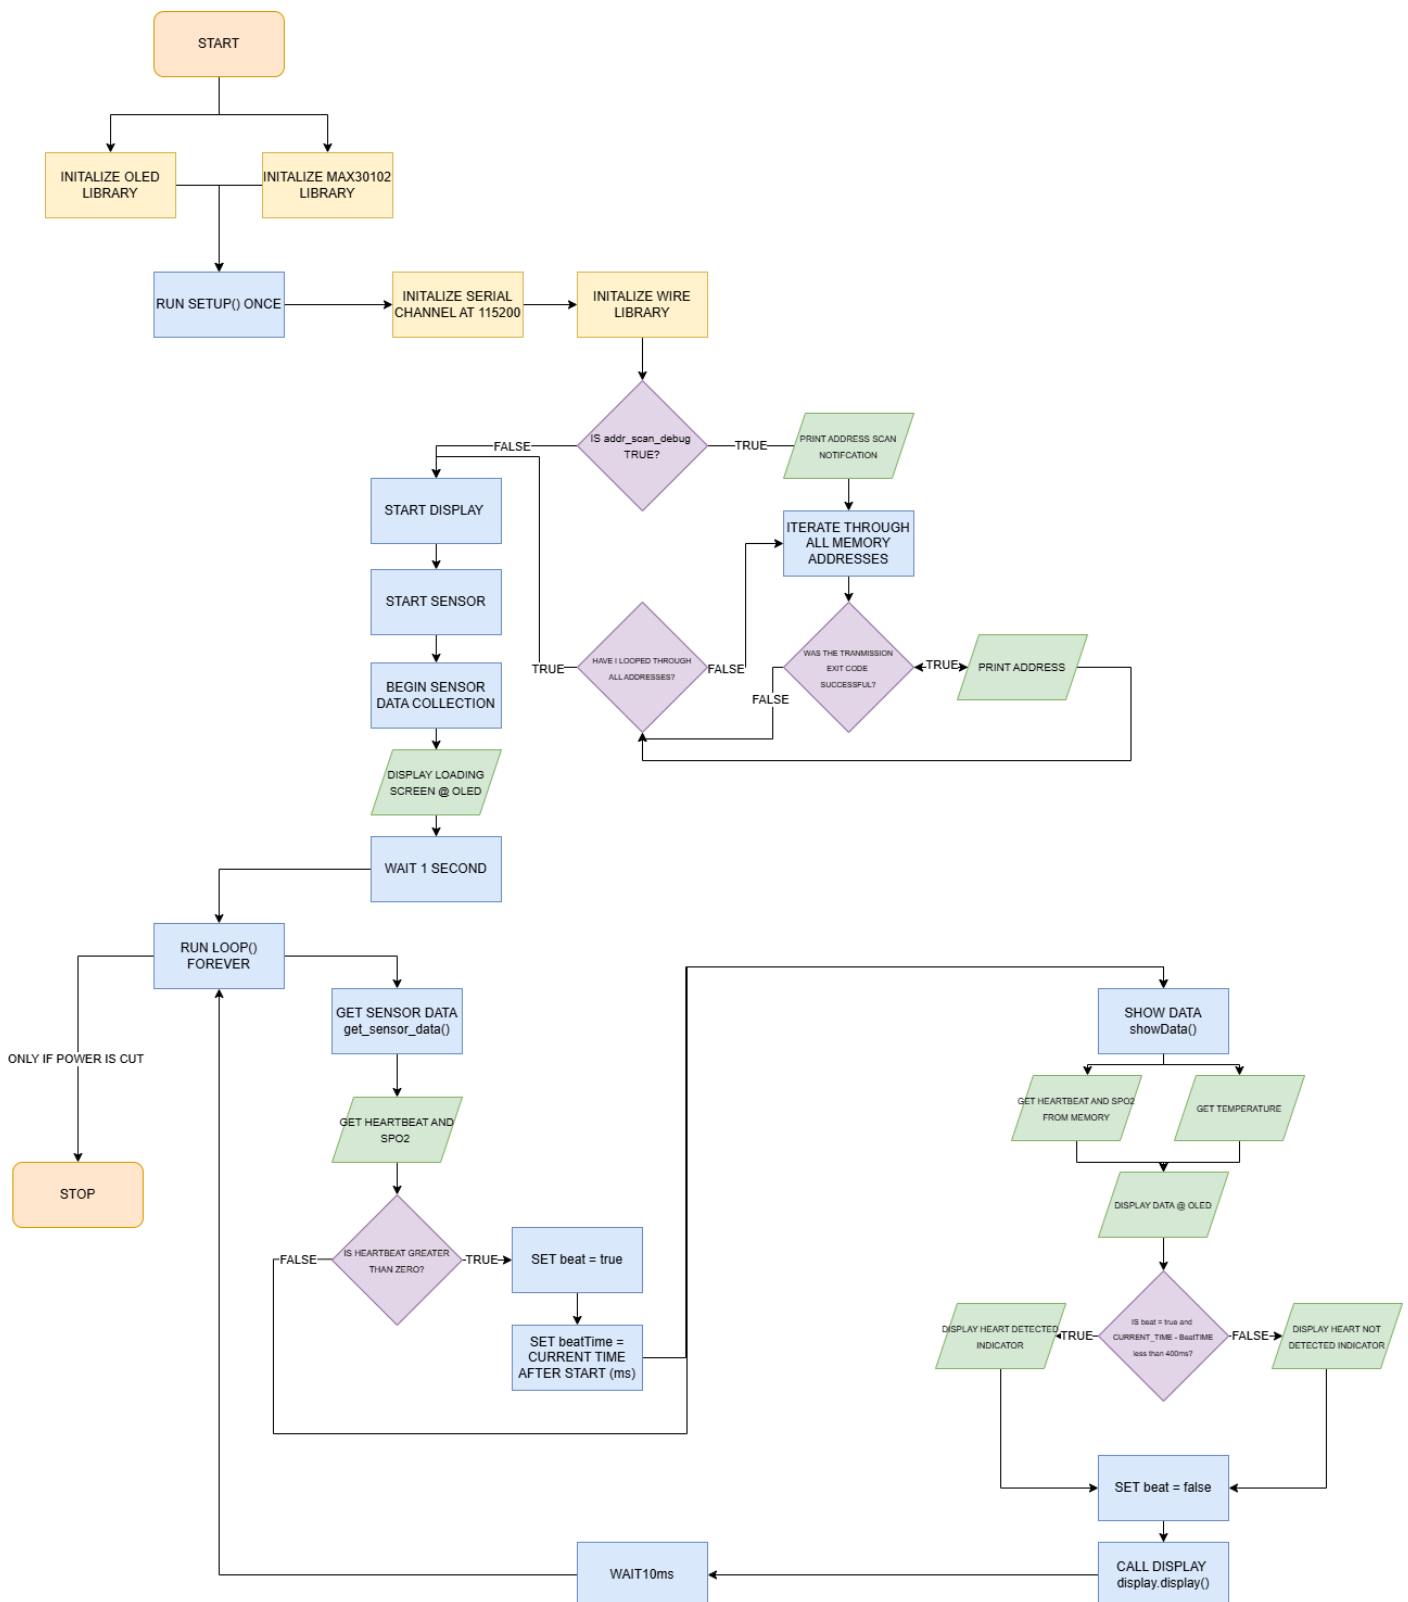 START
INITALIZE OLED
LIBRARY
INITALIZE MAX30102
LIBRARY
RUN SETUP() ONCE
INITALIZE SERIAL
CHANNEL AT 115200
INITALIZE WIRE
LIBRARY
IS addr_scan_debug
TRUE?
FALSE
TRUE
PRINT ADDRESS SCAN
NOTIFCATION
START DISPLAY
ITERATE THROUGH
ALL MEMORY
ADDRESSES
START SENSOR
HAVE I LOOPED THROUGH
ALL ADDRESSES?
TRUE
FALSE
WAS THE TRANMISSION
EXIT CODE
SUCCESSFUL?
TRUE
FALSE
PRINT ADDRESS
BEGIN SENSOR
DATA COLLECTION
DISPLAY LOADING
SCREEN @ OLED
WAIT 1 SECOND
RUN LOOP()
FOREVER
ONLY IF POWER IS CUT
STOP
GET SENSOR DATA
get_sensor_data()
GET HEARTBEAT AND
SPO2
IS HEARTBEAT GREATER
THAN ZERO?
FALSE
TRUE
SET beat = true
SET beatTime =
CURRENT TIME
AFTER START (ms)
SHOW DATA
showData()
GET HEARTBEAT AND SPO2
FROM MEMORY
GET TEMPERATURE
DISPLAY DATA @ OLED
IS beat = true and
CURRENT_TIME - BeatTIME
less than 400ms?
TRUE
FALSE
DISPLAY HEART DETECTED
INDICATOR
DISPLAY HEART NOT
DETECTED INDICATOR
SET beat = false
CALL DISPLAY
display.display()
WAIT10ms